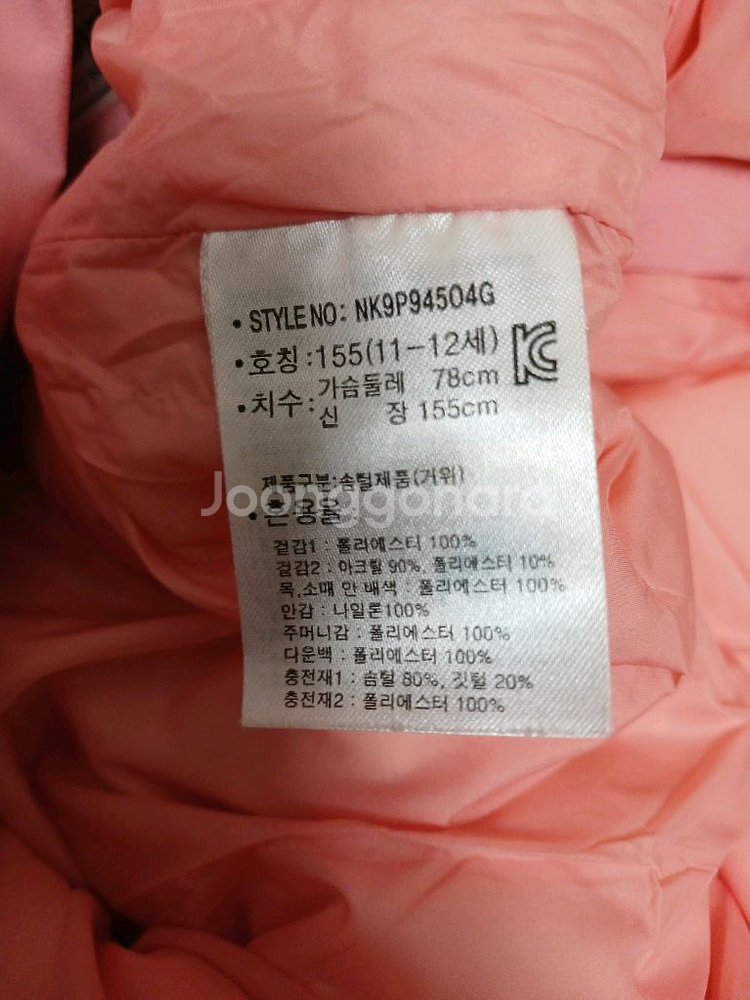 • STYLE NO: NK9P94504G
• 호칭 : 155(11-12세)
• 치수 : 가슴둘레 78cm
신 장 155cm
제품구분:솜털제품(거위)
Joonggonara
• 혼용율
겉감1 : 폴리에스터 100%
겉감2 : 아크릴 90%, 폴리에스터 10%
목,소매 안 배색 : 폴리에스터 100%
안감 : 나일론100%
주머니감 : 폴리에스터 100%
다운백 : 폴리에스터 100%
충전재1 : 솜털 80%, 깃털 20%
충전재2 : 폴리에스터 100%